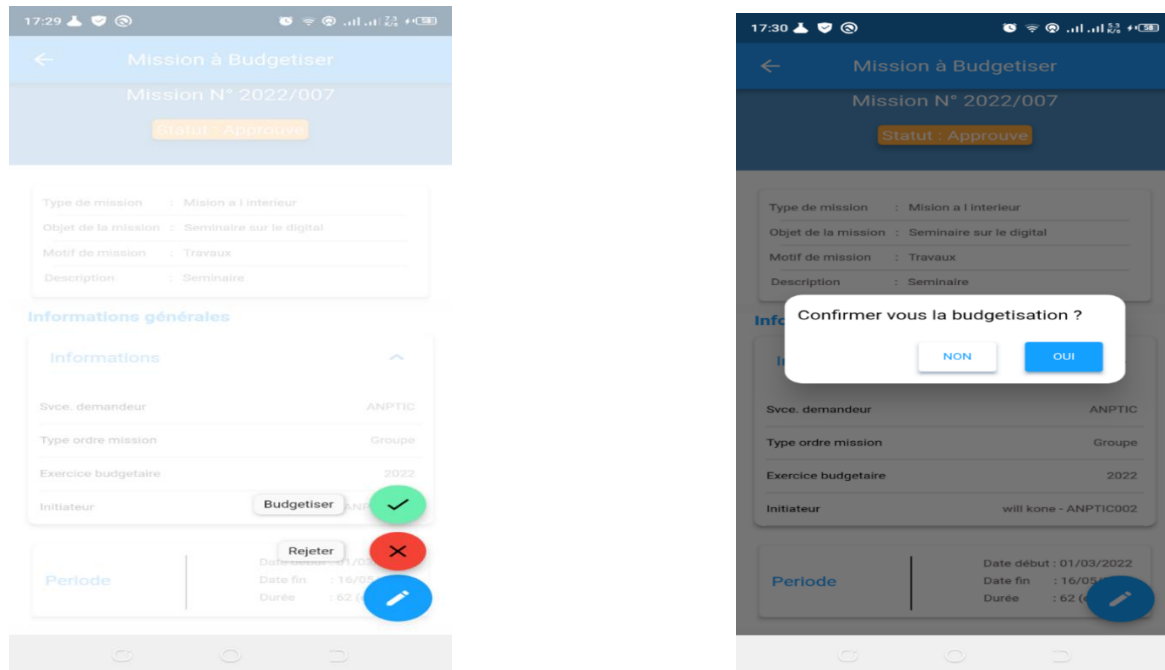 17:29
Mission à Budgetiser
Mission N° 2022/007
Statut : Approuve
Type de mission : Mision a l interieur
Objet de la mission : Seminaire sur le digital
Motif de mission : Travaux
Description : Seminaire
Informations générales
Informations
Svce. demandeur ANPTIC
Type ordre mission Groupe
Exercice budgetaire 2022
Initiateur
Budgetiser
Rejeter
Periode
Date fin : 16/05
Durée : 62
17:30
Mission à Budgetiser
Mission N° 2022/007
Statut : Approuve
Type de mission : Mision a l interieur
Objet de la mission : Seminaire sur le digital
Motif de mission : Travaux
Description : Seminaire
Confirmer vous la budgetisation ?
NON OUI
Svce. demandeur ANPTIC
Type ordre mission Groupe
Exercice budgetaire 2022
Initiateur will kone - ANPTIC002
Periode
Date début : 01/03/2022
Date fin : 16/05
Durée : 62